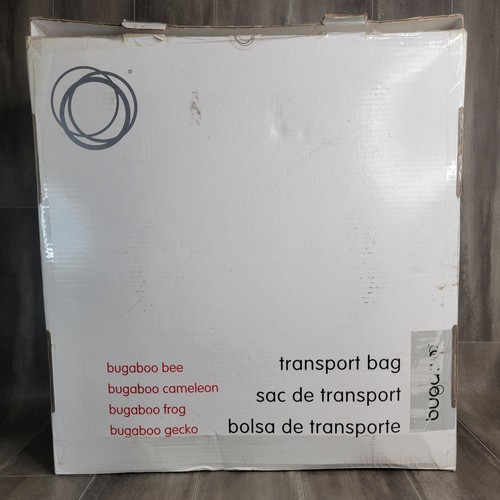 bugaboo bee
bugaboo cameleon
bugaboo frog
bugaboo gecko
transport bag
sac de transport
bolsa de transporte